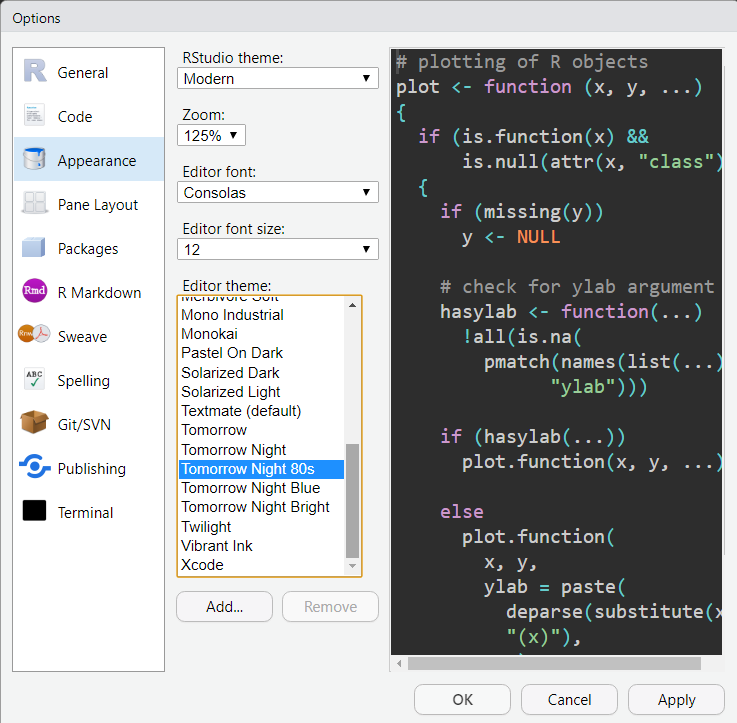 Options
General
Code
Appearance
Pane Layout
Packages
Rmd
R Markdown
Rnw
Sweave
ABC
Spelling
Git/SVN
Publishing
Terminal
RStudio theme:
Modern
Zoom:
125%
Editor font:
Consolas
Editor font size:
12
Editor theme:
Merbivore Soft
Mono Industrial
Monokai
Pastel On Dark
Solarized Dark
Solarized Light
Textmate (default)
Tomorrow
Tomorrow Night
Tomorrow Night 80s
Tomorrow Night Blue
Tomorrow Night Bright
Twilight
Vibrant Ink
Xcode
Add...
Remove
# plotting of R objects
plot <- function (x, y, ...)
{
if (is.function(x) &&
is.null(attr(x, "class")
{
if (missing(y))
y <- NULL
# check for ylab argument
hasylab <- function(...)
!all(is.na(
pmatch(names(list(...)
"ylab")))
if (hasylab(...))
plot.function(x, y, ...)
else
plot.function(
x, y,
ylab = paste(
deparse(substitute(x
"(x)"),
OK
Cancel
Apply